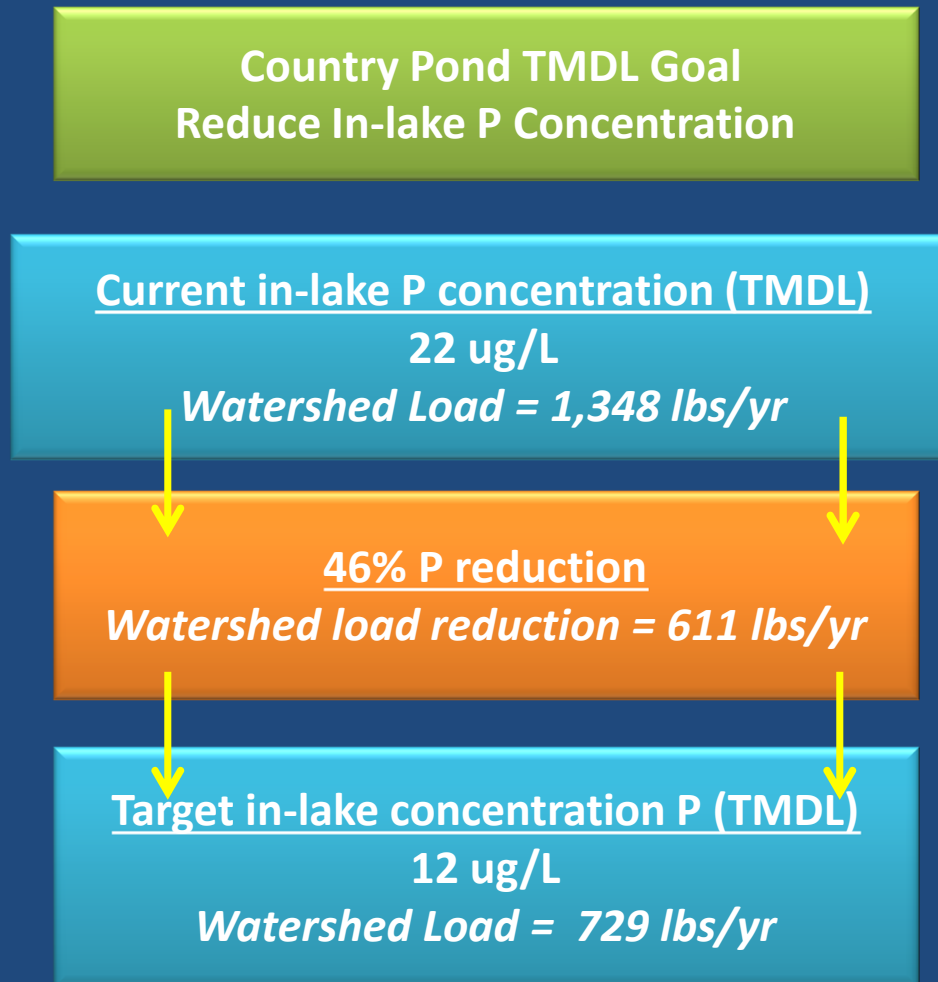 Country Pond TMDL Goal
Reduce In-lake P Concentration
Current in-lake P concentration (TMDL)
22 ug/L
Watershed Load = 1,348 lbs/yr
46% P reduction
Watershed load reduction = 611 lbs/yr
Target in-lake concentration P (TMDL)
12 ug/L
Watershed Load =  729 lbs/yr